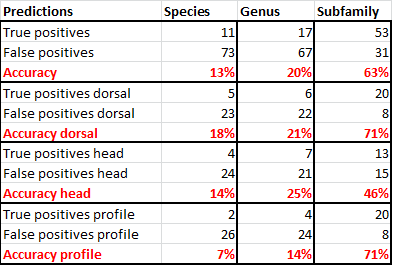 Predictions Species Genus Subfamily
True positives 11 17 53
False positives 73 67 31
Accuracy 13% 20% 63%
True positives dorsal 5 6 20
False positives dorsal 23 22 8
Accuracy dorsal 18% 21% 71%
True positives head 4 7 13
False positives head 24 21 15
Accuracy head 14% 25% 46%
True positives profile 2 4 20
False positives profile 26 24 8
Accuracy profile 7% 14% 71%